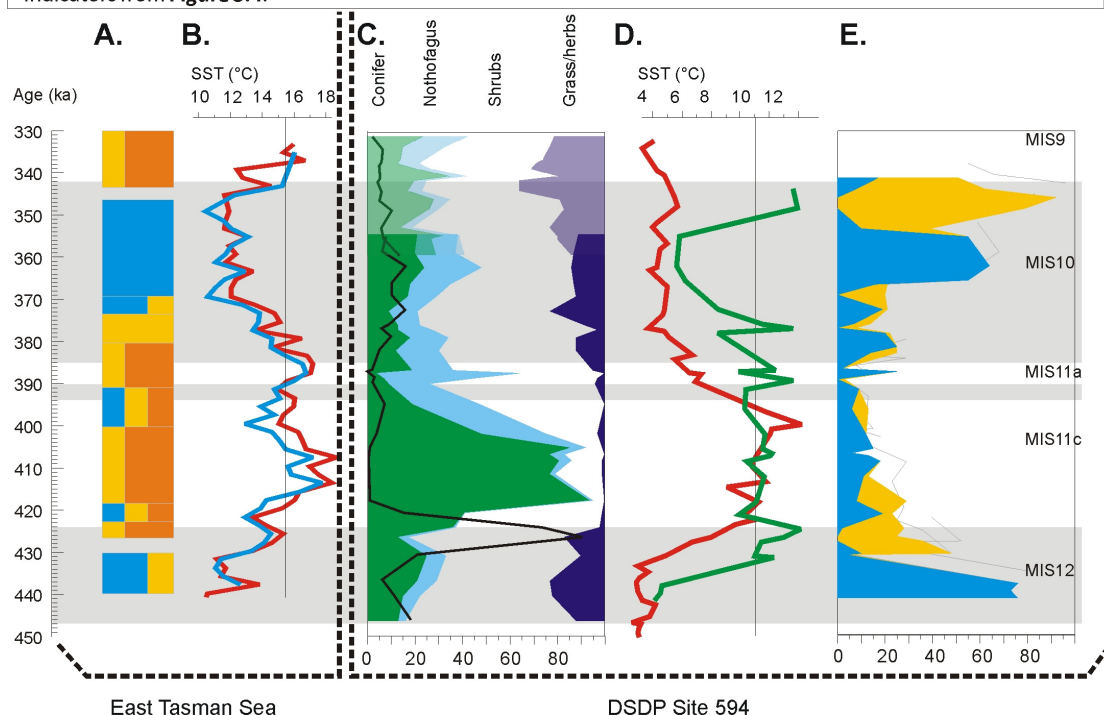 A. B. C. D. E.
Conifer
Nothofagus
Shrubs
Grass/herbs
SST (°C)
SST (°C)
Age (ka)
10 12 14 16 18
4 6 8 10 12
330
340
350
360
370
380
390
400
410
420
430
440
450
MIS9
MIS10
MIS11a
MIS11c
MIS12
0 20 40 60 80
0 20 40 60 80
East Tasman Sea
DSDP Site 594